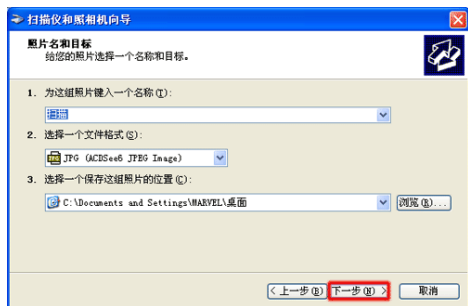 扫描仪和照相机向导
照片名和目标
给您的照片选择一个名称和目标。
1. 为这组照片键入一个名称(T):
扫描
2. 选择一个文件格式(S):
JPG (ACDSee6 JPEG Image)
3. 选择一个保存这组照片的位置(C):
C:\Documents and Settings\MARVEL\桌面
浏览(R)...
< 上一步(B) 下一步(N) > 取消